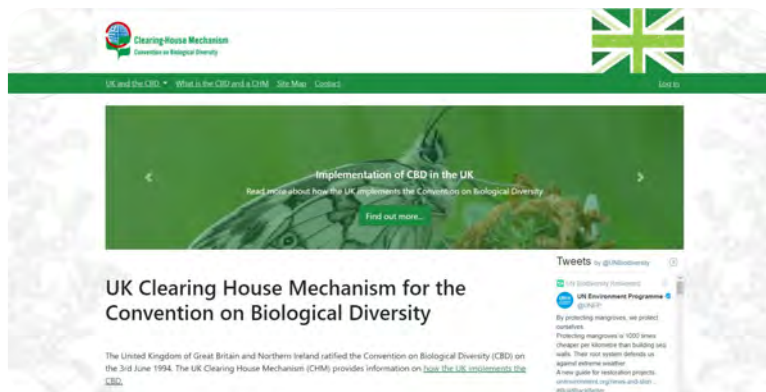 Clearing-House Mechanism
Convention on Biological Diversity
UK and the CBD What is the CBD and a CHM Site Map Contact Log in
Implementation of CBD in the UK
Read more about how the UK implements the Convention on Biological Diversity
Find out more...
Tweets by @UNBiodiversity
UN Biodiversity Retweeted
UN Environment Programme
@UNEP
By protecting mangroves, we protect
ourselves.
Protecting mangroves is 1000 times
cheaper per kilometre than building sea
walls. Their root system defends us
against extreme weather.
A new guide for restoration projects:
UK Clearing House Mechanism for the
Convention on Biological Diversity
The United Kingdom of Great Britain and Northern Ireland ratified the Convention on Biological Diversity (CBD) on
the 3rd June 1994. The UK Clearing House Mechanism (CHM) provides information on how the UK implements the
CBD.